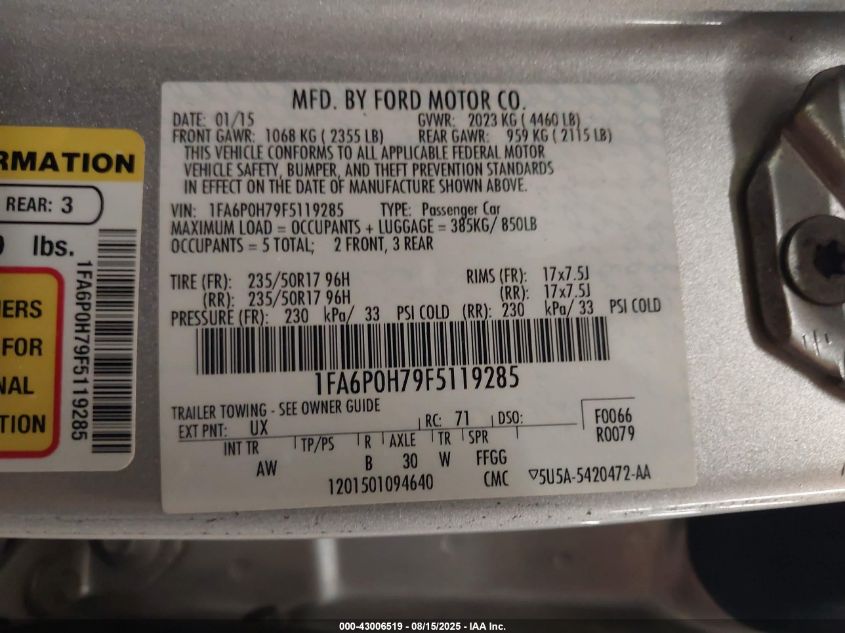 MFD. BY FORD MOTOR CO.
DATE: 01/15 GVWR: 2023 KG ( 4460 LB)
FRONT GAWR: 1068 KG ( 2355 LB) REAR GAWR: 959 KG ( 2115 LB)
THIS VEHICLE CONFORMS TO ALL APPLICABLE FEDERAL MOTOR
VEHICLE SAFETY, BUMPER, AND THEFT PREVENTION STANDARDS
IN EFFECT ON THE DATE OF MANUFACTURE SHOWN ABOVE.
VIN: 1FA6P0H79F5119285 TYPE: Passenger Car
MAXIMUM LOAD = OCCUPANTS + LUGGAGE = 385KG/ 850LB
OCCUPANTS = 5 TOTAL; 2 FRONT, 3 REAR
TIRE (FR): 235/50R17 96H RIMS (FR): 17x7.5J
(RR): 235/50R17 96H (RR): 17x7.5J
PRESSURE (FR): 230 kPa/ 33 PSI COLD (RR): 230 kPa/ 33 PSI COLD
1FA6P0H79F5119285
TRAILER TOWING - SEE OWNER GUIDE
EXT PNT: UX RC: 71 DSO: F0066
R0079
INT TR TP/PS R AXLE TR SPR
AW B 30 W FFGG
1201501094640 CMC ▽5U5A-5420472-AA
RMATION
REAR: 3
lbs.
1FA6P0H79F5119285
ERS
FOR
NAL
TION
000-43006519 - 08/15/2025 - IAA Inc.